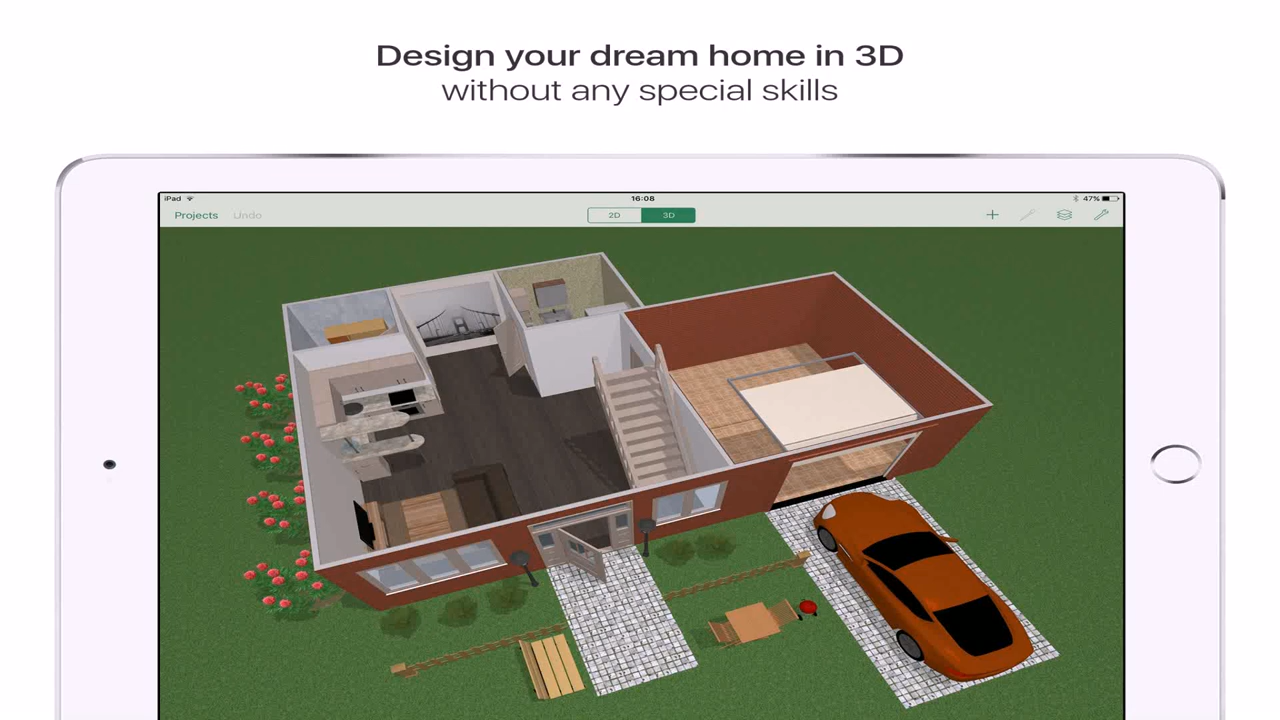 Design your dream home in 3D
without any special skills
iPad 16:08 47%
Projects Undo 2D 3D